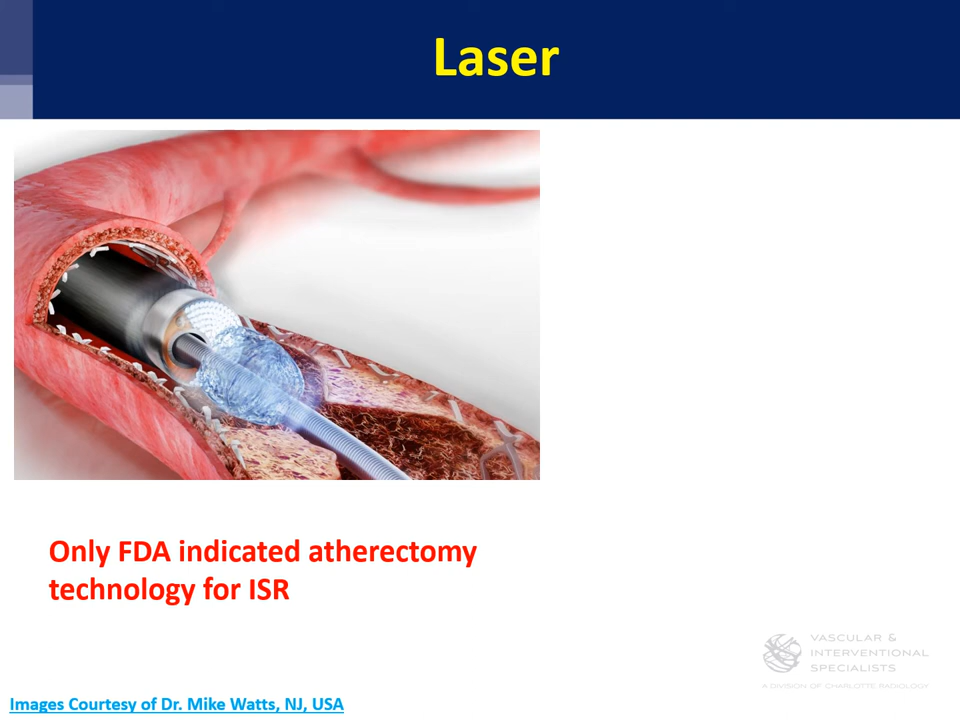 Laser
Only FDA indicated atherectomy
technology for ISR
VASCULAR &
INTERVENTIONAL
SPECIALISTS
A DIVISION OF CHARLOTTE RADIOLOGY
Images Courtesy of Dr. Mike Watts, NJ, USA